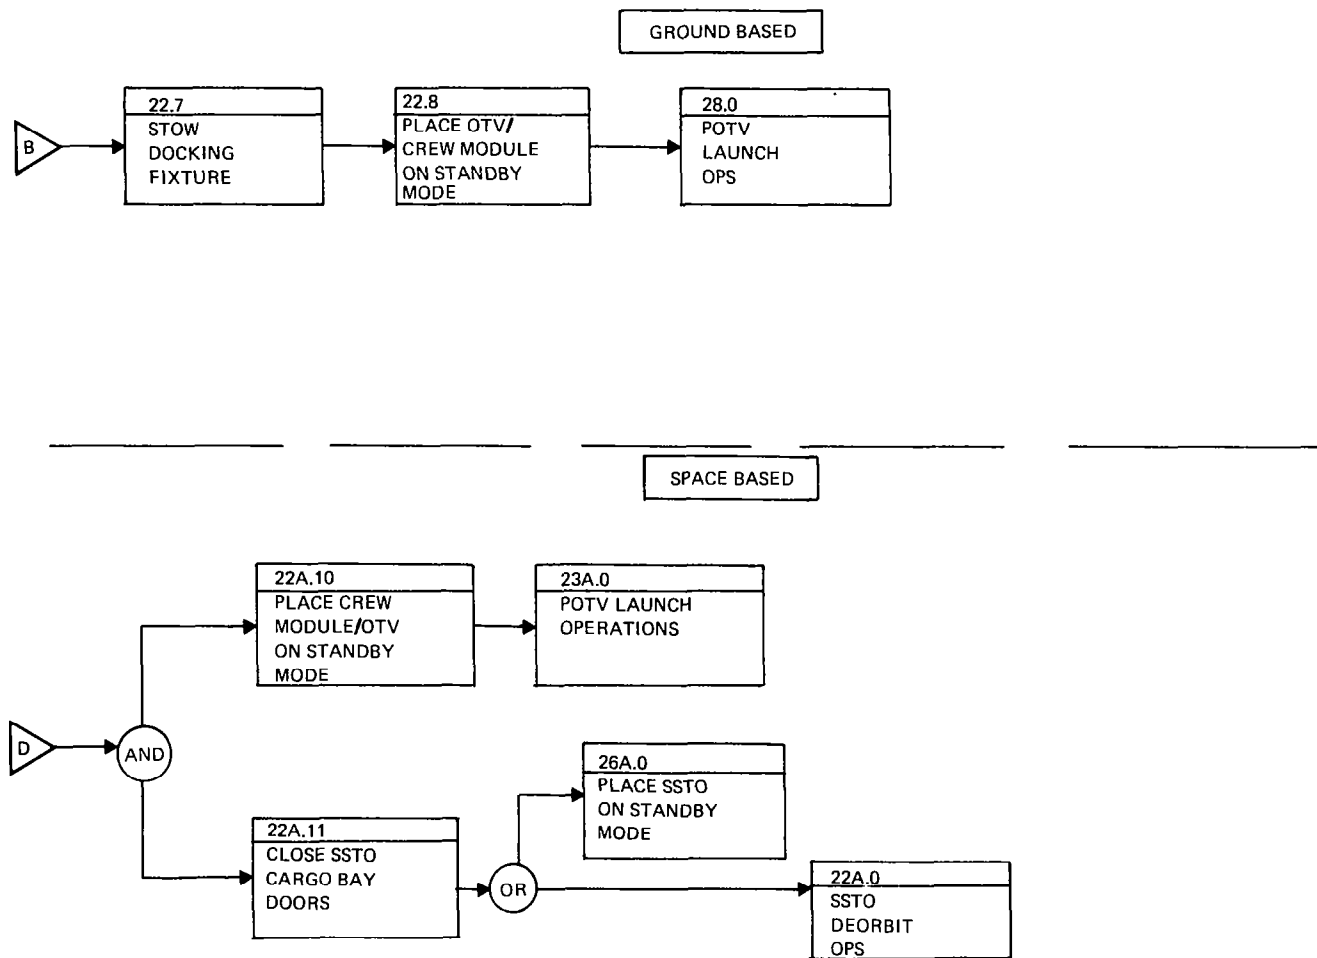 GROUND BASED
B
22.7
STOW
DOCKING
FIXTURE
22.8
PLACE OTV/
CREW MODULE
ON STANDBY
MODE
28.0
POTV
LAUNCH
OPS
SPACE BASED
22A.10
PLACE CREW
MODULE/OTV
ON STANDBY
MODE
23A.0
POTV LAUNCH
OPERATIONS
D
AND
26A.0
PLACE SSTO
ON STANDBY
MODE
22A.11
CLOSE SSTO
CARGO BAY
DOORS
OR
22A.0
SSTO
DEORBIT
OPS